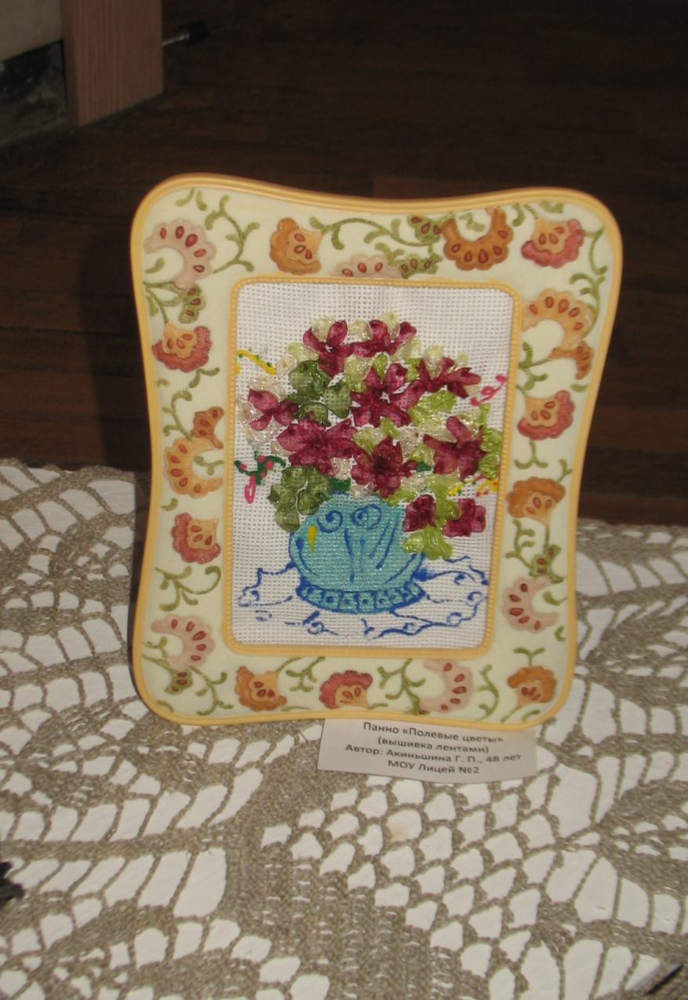 Панно «Полевые цветы»
(вышивка лентами)
Автор: Акиньшина Г. П., 48 лет
МОУ Лицей №2